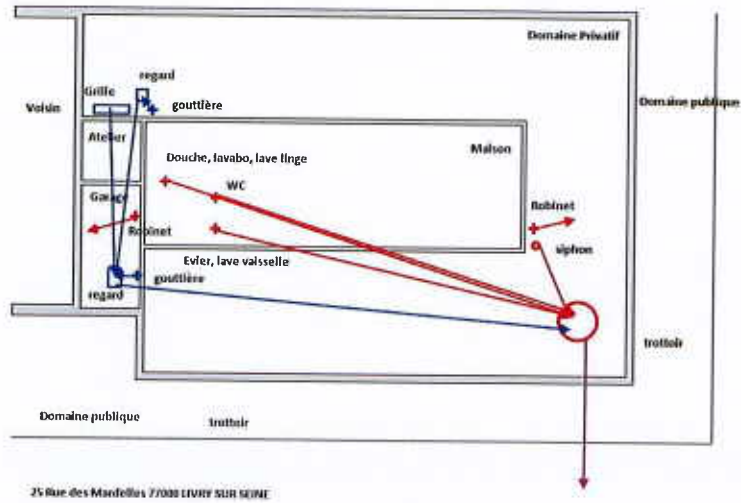 Domaine Privatif
regard
Grille
gouttière
Voisin
Domaine publique
Atelier
Maison
Douche, lavabo, lave linge
WC
Garage
Robinet
Robinet
siphon
Evier, lave vaisselle
gouttière
regard
trottoir
Domaine publique
trottoir
25 Rue des Mardelles 77000 LIVRY SUR SEINE